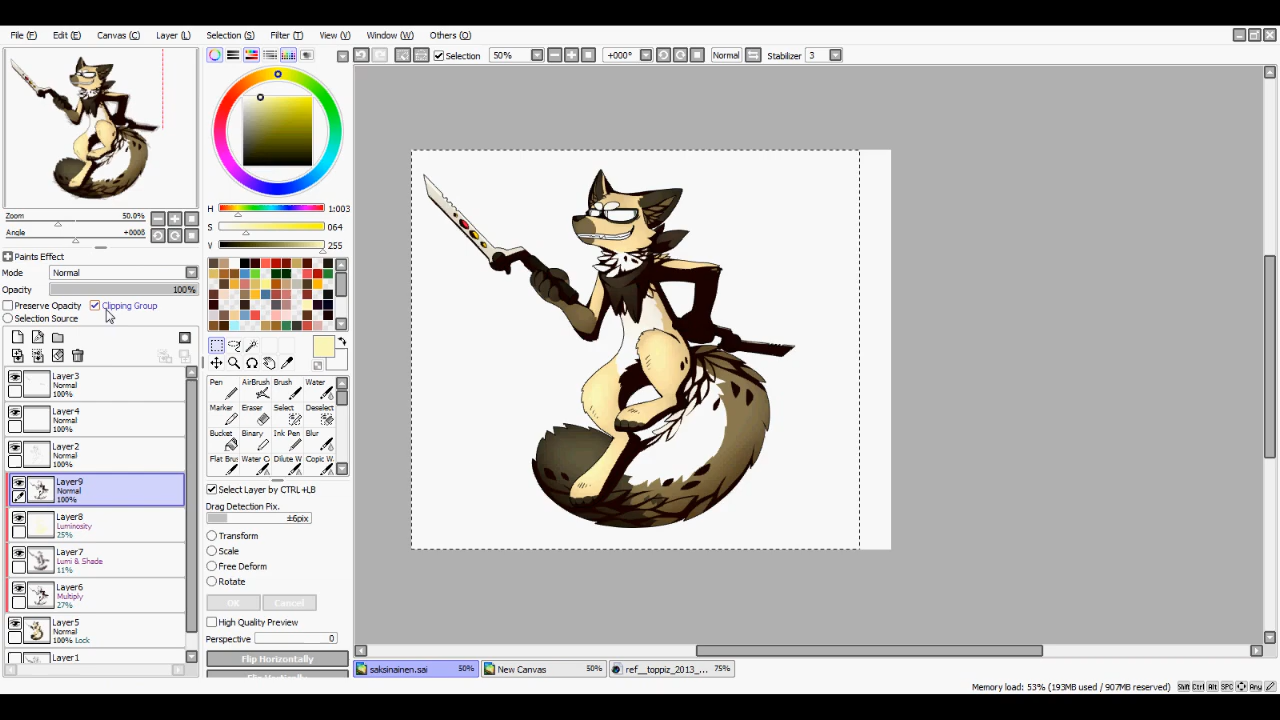 File (F) Edit (E) Canvas (C) Layer (L) Selection (S) Filter (T) View (V) Window (W) Others (O)
Selection 50% +000° Normal Stabilizer 3
Zoom 50.0%
Angle
Paints Effect
Mode Normal
Opacity 100%
Preserve Opacity Clipping Group
Selection Source
Layer3
Normal
100%
Layer4
Normal
100%
Layer2
Normal
100%
Layer9
Normal
100%
Layer8
Luminosity
25%
Layer7
Lumi & Shade
11%
Layer6
Multiply
27%
Layer5
Normal
100% Lock
Layer1
H 1:003
S 064
V 255
Pen AirBrush Brush Water
Marker Eraser Select Deselect
Bucket Binary Ink Pen Blur
Flat Brus Water C Dilute W Copic W
Select Layer by CTRL +LB
Drag Detection Pix.
±6pix
Transform
Scale
Free Deform
Rotate
OK Cancel
High Quality Preview
Perspective 0
Flip Horizontally
saksinainen.sai 50% New Canvas 50% ref__toppiz_2013_... 75%
Memory load: 53% (193MB used / 907MB reserved) Shift Ctrl Alt SPC Any